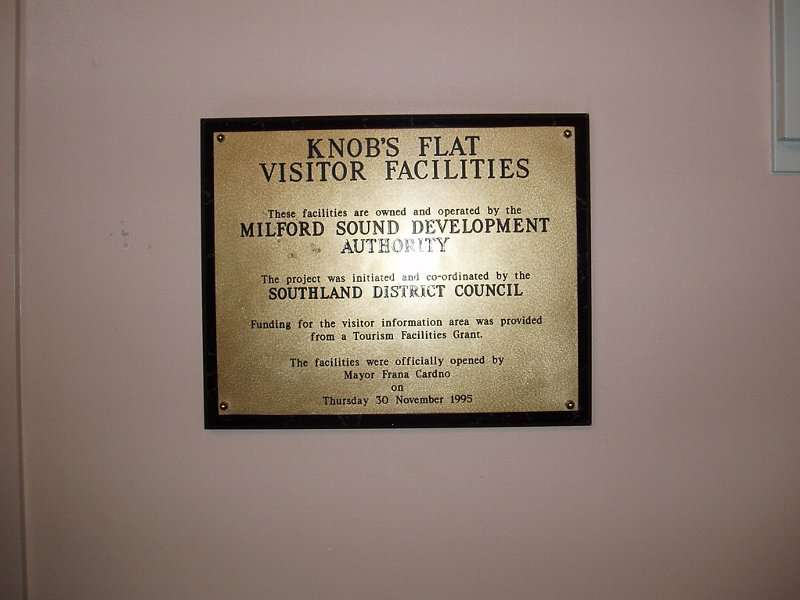 KNOB'S FLAT
VISITOR FACILITIES
These facilities are owned and operated by the
MILFORD SOUND DEVELOPMENT
AUTHORITY
The project was initiated and co-ordinated by the
SOUTHLAND DISTRICT COUNCIL
Funding for the visitor information area was provided
from a Tourism Facilities Grant.
The facilities were officially opened by
Mayor Frana Cardno
on
Thursday 30 November 1995